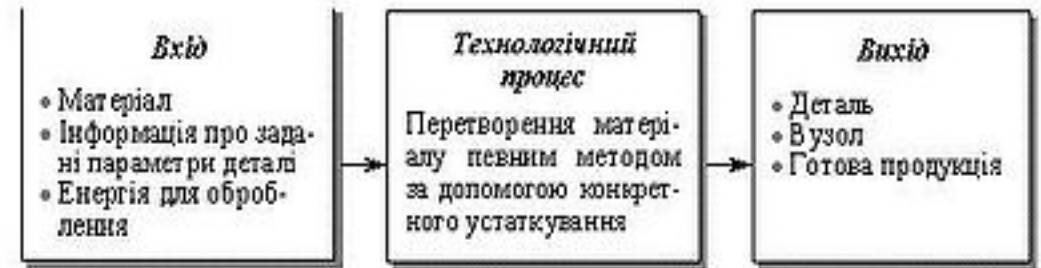 Вхід
• Матеріал
• Інформація про зада-
ні параметри деталі
• Енергія для оброб-
лення
Технологічний
процес
Перетворення матері-
алу певним методом
за допомогою конкрет-
ного устаткування
Вихід
• Деталь
• Вузол
• Готова продукція